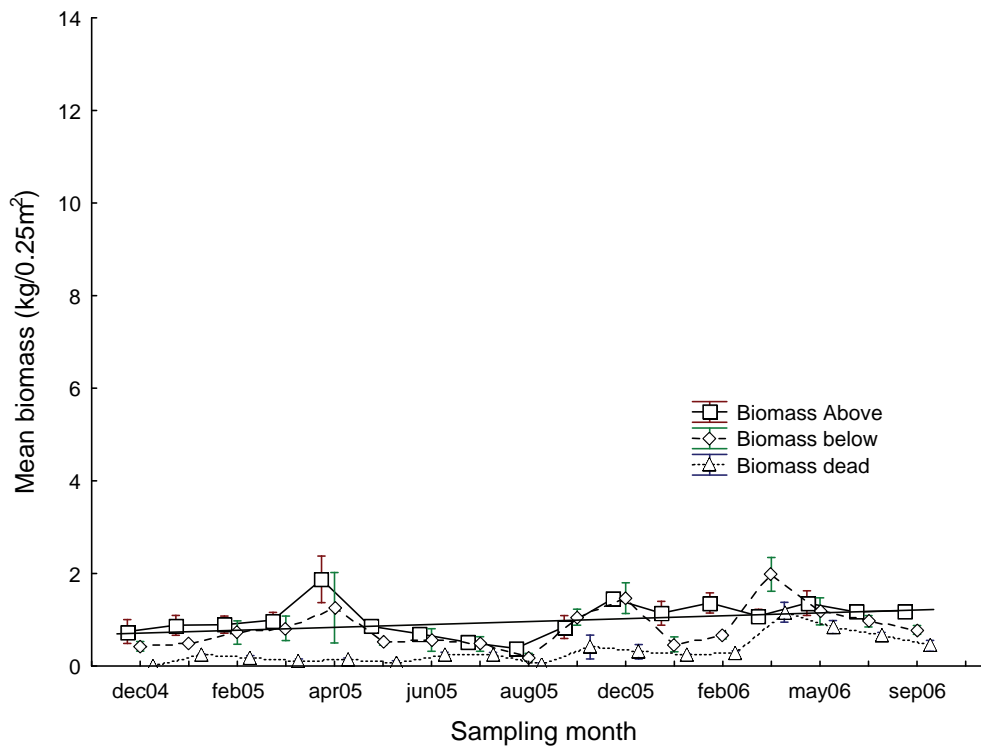 14
12
10
8
6
4
2
0
Mean biomass (kg/0.25m²)
Biomass Above
Biomass below
Biomass dead
dec04 feb05 apr05 jun05 aug05 dec05 feb06 may06 sep06
Sampling month